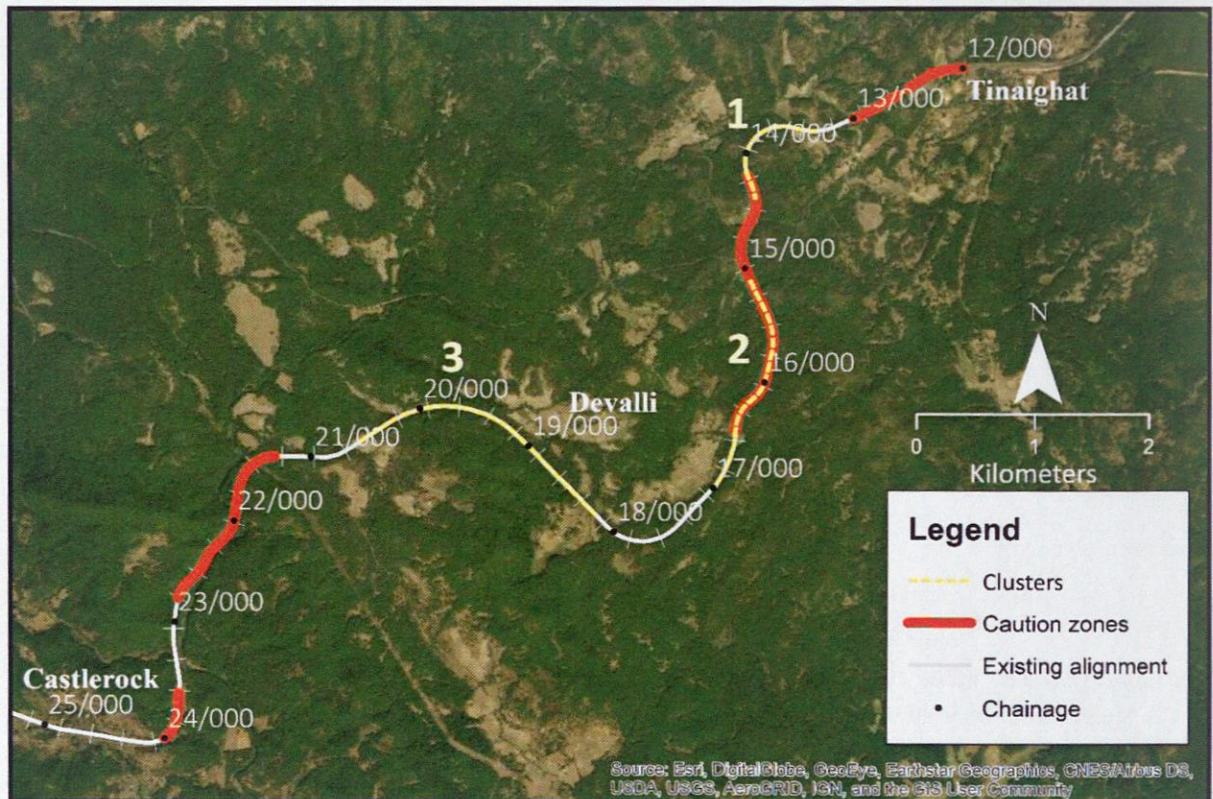 12/000
Tinaighat
13/000
1
14/000
15/000
2
16/000
3
20/000
Devalli
19/000
21/000
17/000
18/000
22/000
23/000
Castlerock
25/000
24/000
N
0 1 2
Kilometers
Legend
Clusters
Caution zones
Existing alignment
Chainage
Source: Esri, DigitalGlobe, GeoEye, Earthstar Geographics, CNES/Airbus DS,
USDA, USGS, AeroGRID, IGN, and the GIS User Community